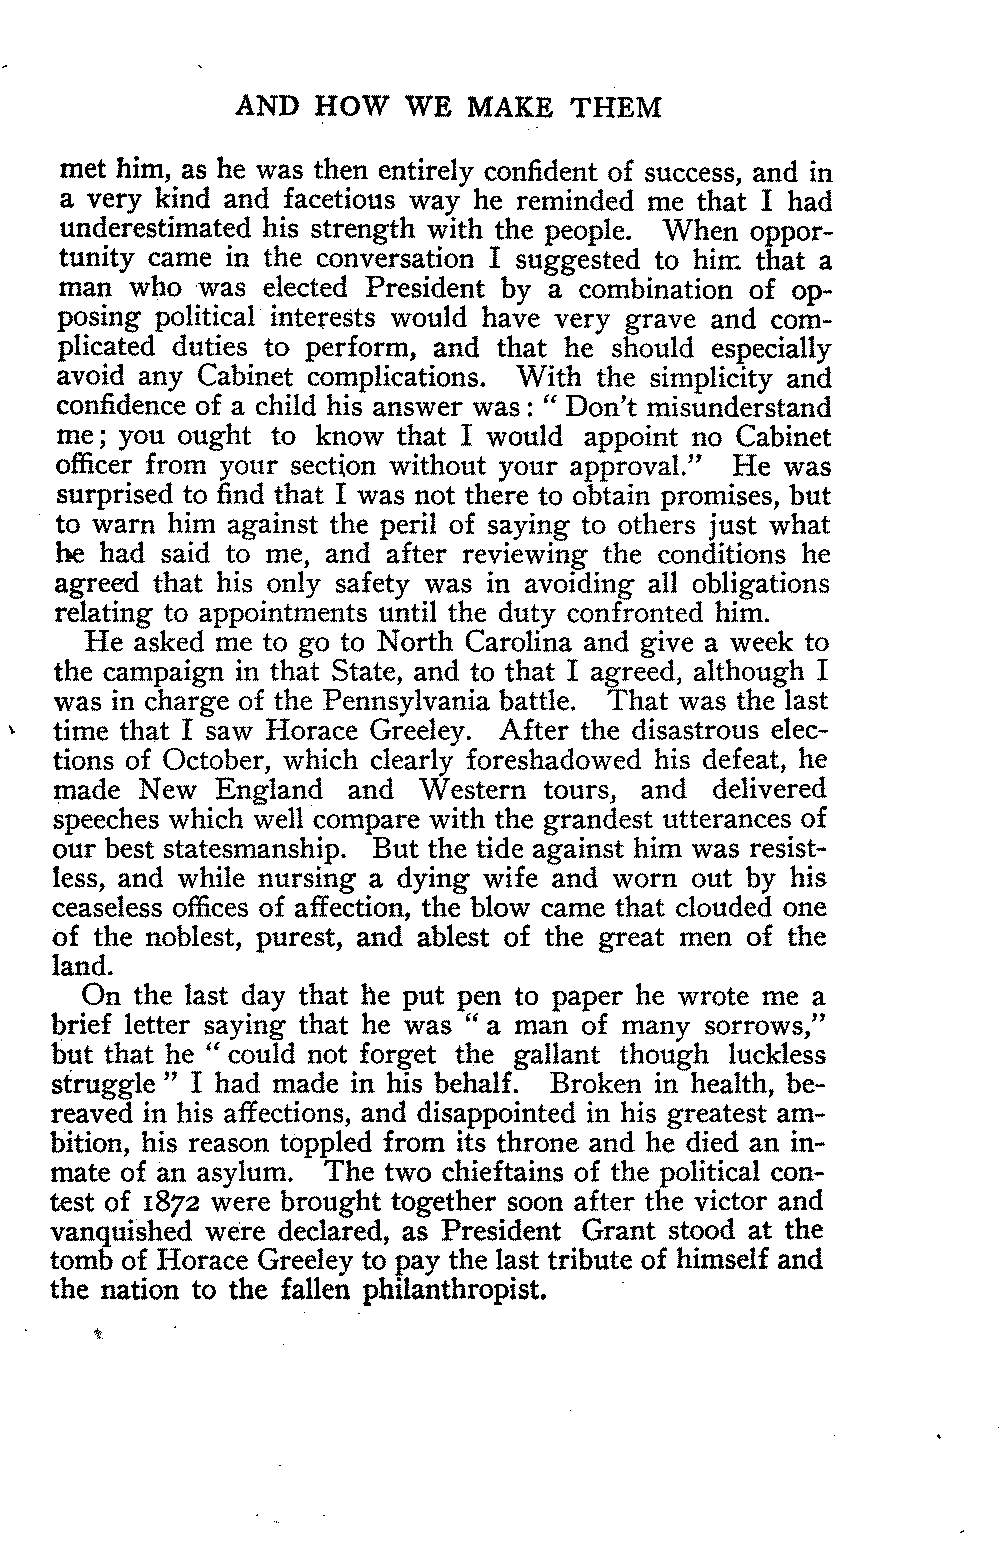 AND HOW WE MAKE THEM
met him, as he was then entirely confident of success, and in
a very kind and facetious way he reminded me that I had
underestimated his strength with the people. When oppor-
tunity came in the conversation I suggested to him that a
man who was elected President by a combination of op-
posing political interests would have very grave and com-
plicated duties to perform, and that he should especially
avoid any Cabinet complications. With the simplicity and
confidence of a child his answer was: “ Don't misunderstand
me; you ought to know that I would appoint no Cabinet
officer from your section without your approval.” He was
surprised to find that I was not there to obtain promises, but
to warn him against the peril of saying to others just what
he had said to me, and after reviewing the conditions he
agreed that his only safety was in avoiding all obligations
relating to appointments until the duty confronted him.
He asked me to go to North Carolina and give a week to
the campaign in that State, and to that I agreed, although I
was in charge of the Pennsylvania battle. That was the last
time that I saw Horace Greeley. After the disastrous elec-
tions of October, which clearly foreshadowed his defeat, he
made New England and Western tours, and delivered
speeches which well compare with the grandest utterances of
our best statesmanship. But the tide against him was resist-
less, and while nursing a dying wife and worn out by his
ceaseless offices of affection, the blow came that clouded one
of the noblest, purest, and ablest of the great men of the
land.
On the last day that he put pen to paper he wrote me a
brief letter saying that he was “ a man of many sorrows,”
but that he “ could not forget the gallant though luckless
struggle ” I had made in his behalf. Broken in health, be-
reaved in his affections, and disappointed in his greatest am-
bition, his reason toppled from its throne and he died an in-
mate of an asylum. The two chieftains of the political con-
test of 1872 were brought together soon after the victor and
vanquished were declared, as President Grant stood at the
tomb of Horace Greeley to pay the last tribute of himself and
the nation to the fallen philanthropist.